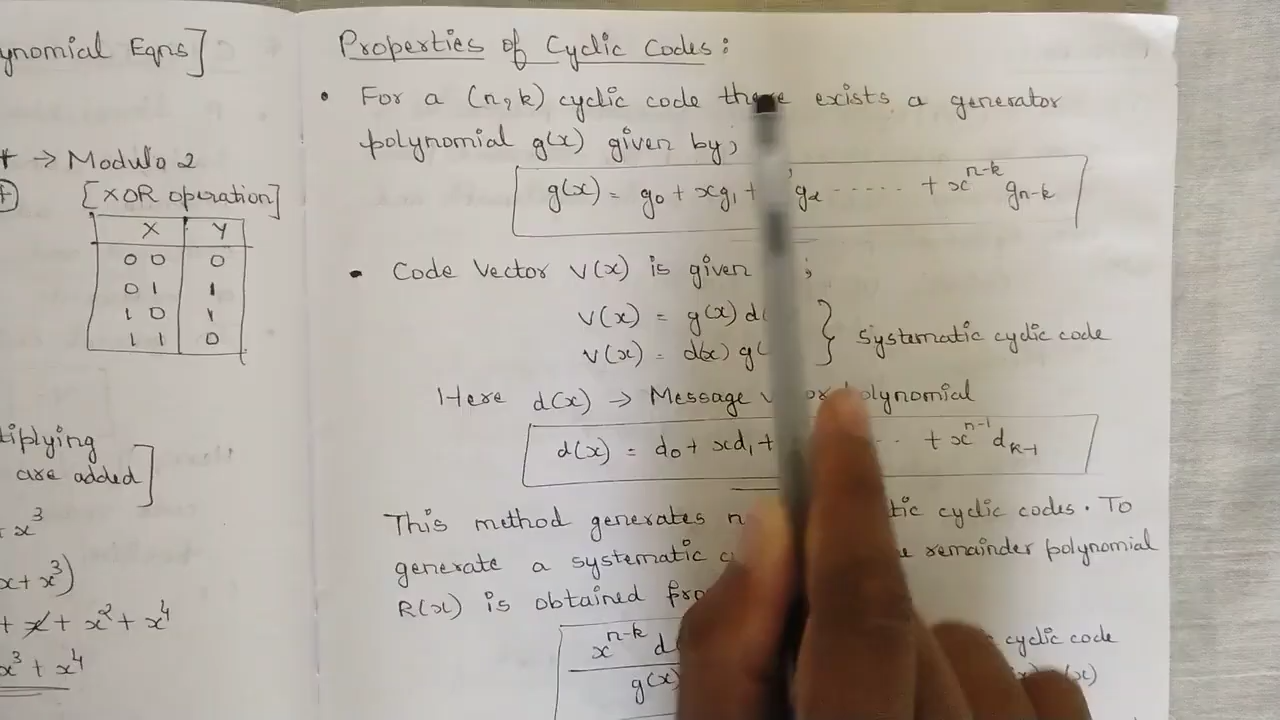 ynomial Eqns]
+ → Modulo 2
[XOR operation]
X Y
0 0 0
0 1 1
1 0 1
1 1 0
tiplying
are added]
x³
x + x³)
+ x + x² + x⁴
x³ + x⁴
Properties of Cyclic Codes:
• For a (n, k) cyclic code there exists a generator
polynomial g(x) given by;
g(x) = g₀ + xg₁ + g₂ ..... + xⁿ⁻ᵏ gₙ₋ₖ
• Code Vector V(x) is given ;
V(x) = g(x) d(
V(x) = d(x) g( } Systematic cyclic code
Here d(x) → Message polynomial
d(x) = d₀ + xd₁ + .. + xⁿ⁻¹ dₖ₋₁
This method generates n tic cyclic codes. To
generate a systematic c remainder polynomial
R(x) is obtained
xⁿ⁻ᵏ d cyclic code
g(x) (x)